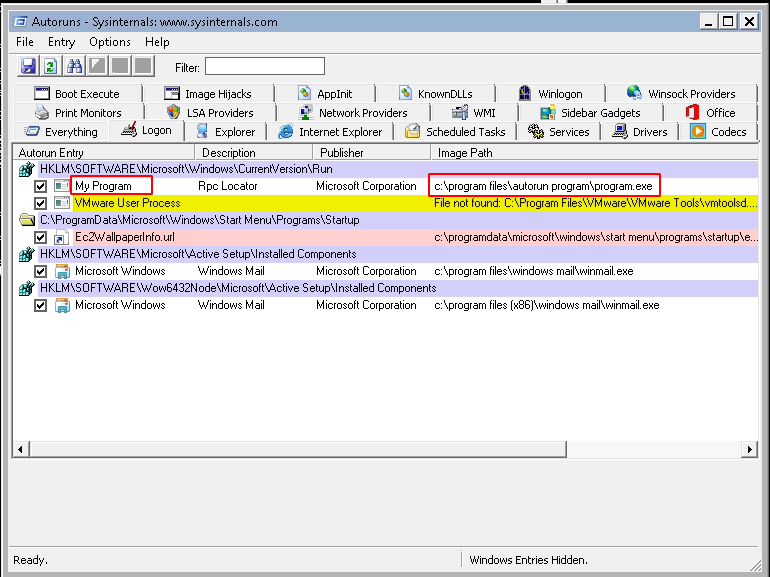 Autoruns - Sysinternals: www.sysinternals.com
File Entry Options Help
Filter:
Boot Execute Image Hijacks AppInit KnownDLLs Winlogon Winsock Providers
Print Monitors LSA Providers Network Providers WMI Sidebar Gadgets Office
Everything Logon Explorer Internet Explorer Scheduled Tasks Services Drivers Codecs
Autorun Entry Description Publisher Image Path
HKLM\SOFTWARE\Microsoft\Windows\CurrentVersion\Run
My Program Rpc Locator Microsoft Corporation c:\program files\autorun program\program.exe
VMware User Process File not found: C:\Program Files\VMware\VMware Tools\vmtoolsd....
C:\ProgramData\Microsoft\Windows\Start Menu\Programs\Startup
Ec2WallpaperInfo.url c:\programdata\microsoft\windows\start menu\programs\startup\e...
HKLM\SOFTWARE\Microsoft\Active Setup\Installed Components
Microsoft Windows Windows Mail Microsoft Corporation c:\program files\windows mail\winmail.exe
HKLM\SOFTWARE\Wow6432Node\Microsoft\Active Setup\Installed Components
Microsoft Windows Windows Mail Microsoft Corporation c:\program files (x86)\windows mail\winmail.exe
Ready. Windows Entries Hidden.